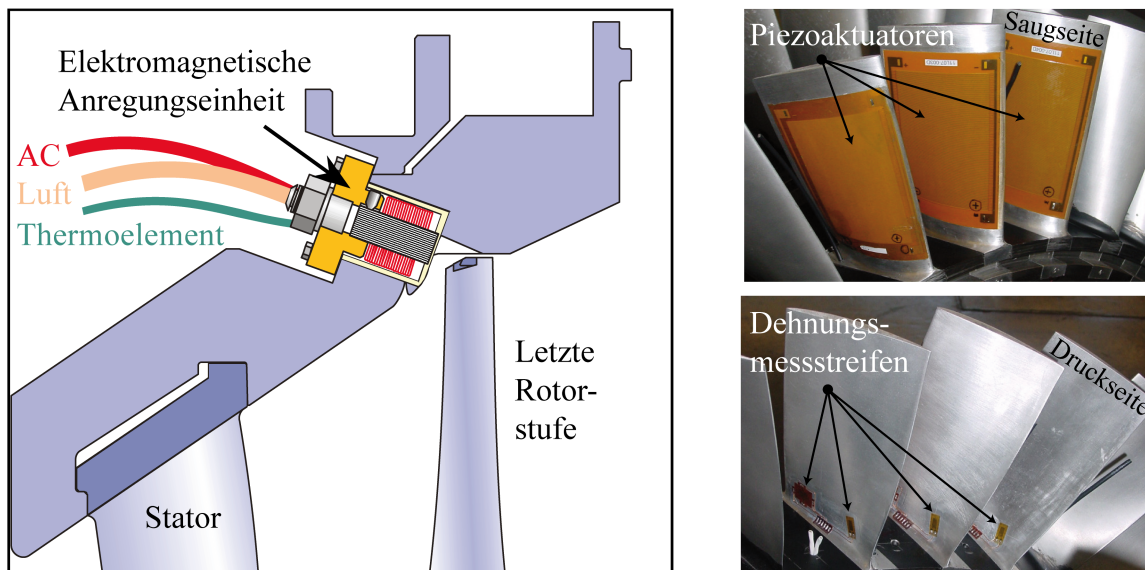 Elektromagnetische
Anregungseinheit
AC
Luft
Thermoelement
Letzte
Rotor-
stufe
Stator
Piezoaktuatoren
Saugseite
Dehnungs-
messstreifen
Druckseite